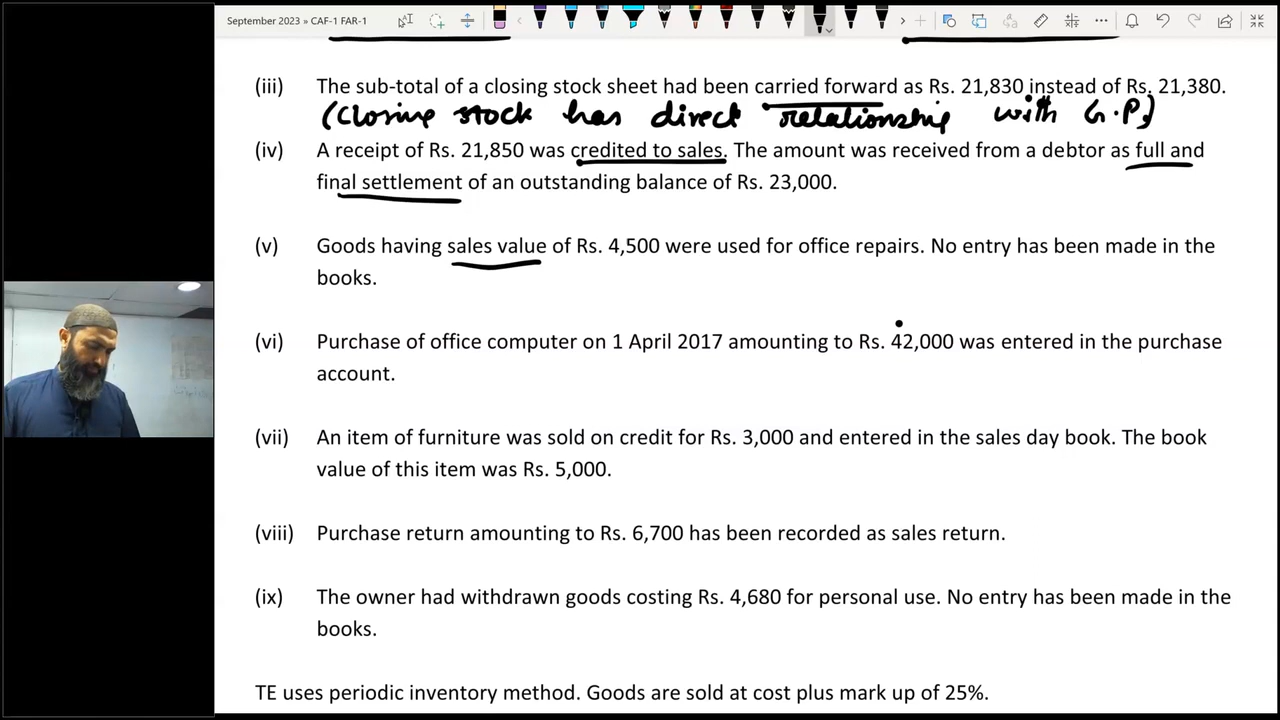 September 2023 » CAF-1 FAR-1
(iii) The sub-total of a closing stock sheet had been carried forward as Rs. 21,830 instead of Rs. 21,380.
(Closing stock has direct relationship with G.P)
(iv) A receipt of Rs. 21,850 was credited to sales. The amount was received from a debtor as full and
final settlement of an outstanding balance of Rs. 23,000.
(v) Goods having sales value of Rs. 4,500 were used for office repairs. No entry has been made in the
books.
(vi) Purchase of office computer on 1 April 2017 amounting to Rs. 42,000 was entered in the purchase
account.
(vii) An item of furniture was sold on credit for Rs. 3,000 and entered in the sales day book. The book
value of this item was Rs. 5,000.
(viii) Purchase return amounting to Rs. 6,700 has been recorded as sales return.
(ix) The owner had withdrawn goods costing Rs. 4,680 for personal use. No entry has been made in the
books.
TE uses periodic inventory method. Goods are sold at cost plus mark up of 25%.